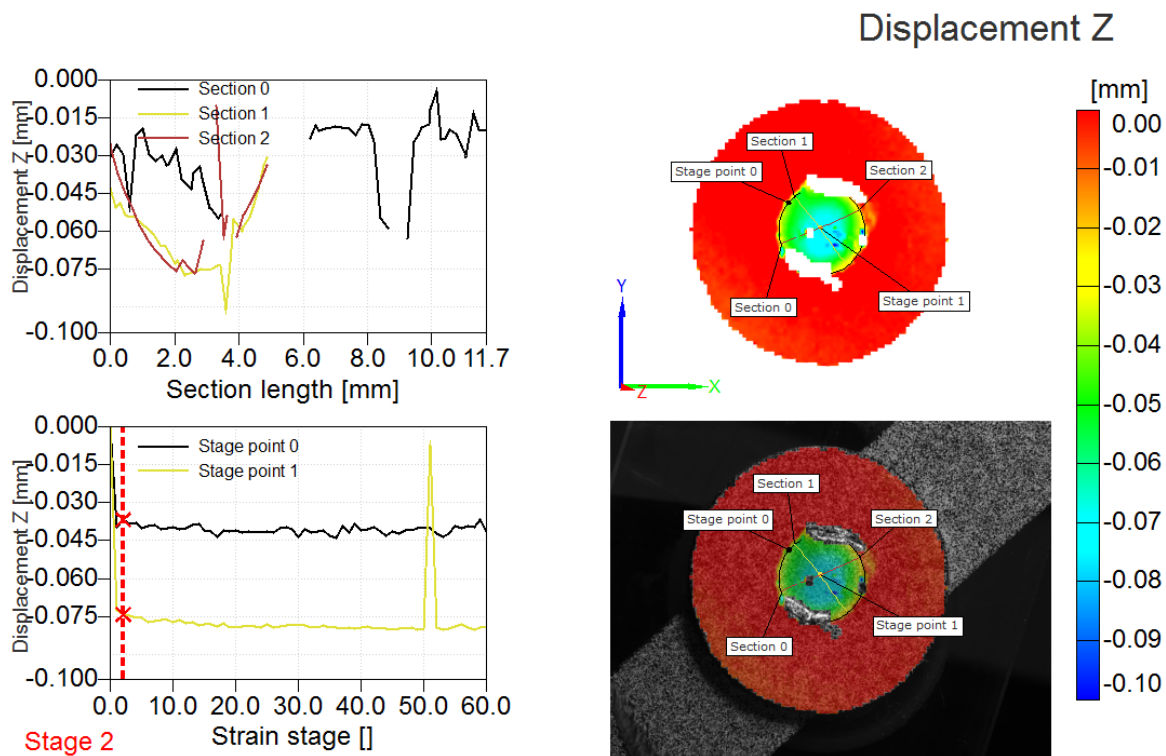 Displacement Z
Displacement Z [mm]
0.000
-0.015
-0.030
-0.045
-0.060
-0.075
-0.100
Section 0
Section 1
Section 2
0.0 2.0 4.0 6.0 8.0 10.0 11.7
Section length [mm]
Section 1
Stage point 0
Section 2
Section 0
Stage point 1
Y
X
Z
[mm]
0.00
-0.01
-0.02
-0.03
-0.04
-0.05
-0.06
-0.07
-0.08
-0.09
-0.10
Displacement Z [mm]
0.000
-0.015
-0.030
-0.045
-0.060
-0.075
-0.100
Stage point 0
Stage point 1
0.0 10.0 20.0 30.0 40.0 50.0 60.0
Strain stage []
Stage 2
Section 1
Stage point 0
Section 2
Section 0
Stage point 1